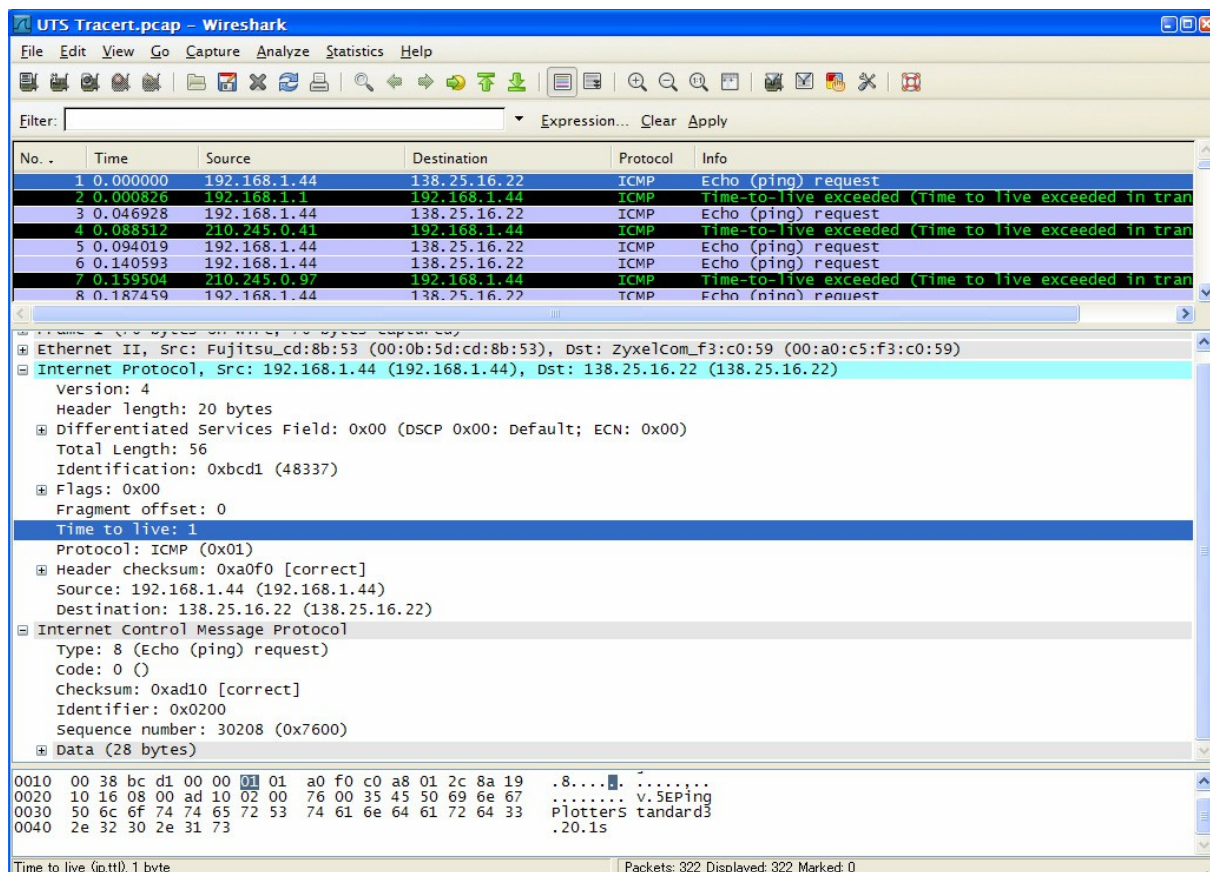 UTS Tracert.pcap - Wireshark
File Edit View Go Capture Analyze Statistics Help
Filter: Expression... Clear Apply
No. . Time Source Destination Protocol Info
1 0.000000 192.168.1.44 138.25.16.22 ICMP Echo (ping) request
2 0.000826 192.168.1.1 192.168.1.44 ICMP Time-to-live exceeded (Time to live exceeded in tran
3 0.046928 192.168.1.44 138.25.16.22 ICMP Echo (ping) request
4 0.088512 210.245.0.41 192.168.1.44 ICMP Time-to-live exceeded (Time to live exceeded in tran
5 0.094019 192.168.1.44 138.25.16.22 ICMP Echo (ping) request
6 0.140593 192.168.1.44 138.25.16.22 ICMP Echo (ping) request
7 0.159504 210.245.0.97 192.168.1.44 ICMP Time-to-live exceeded (Time to live exceeded in tran
8 0.187459 192.168.1.44 138.25.16.22 ICMP Echo (ping) request
Frame 1 (70 bytes on wire, 70 bytes captured)
Ethernet II, Src: Fujitsu_cd:8b:53 (00:0b:5d:cd:8b:53), Dst: ZyxelCom_f3:c0:59 (00:a0:c5:f3:c0:59)
Internet Protocol, Src: 192.168.1.44 (192.168.1.44), Dst: 138.25.16.22 (138.25.16.22)
Version: 4
Header length: 20 bytes
Differentiated Services Field: 0x00 (DSCP 0x00: Default; ECN: 0x00)
Total Length: 56
Identification: 0xbcd1 (48337)
Flags: 0x00
Fragment offset: 0
Time to live: 1
Protocol: ICMP (0x01)
Header checksum: 0xa0f0 [correct]
Source: 192.168.1.44 (192.168.1.44)
Destination: 138.25.16.22 (138.25.16.22)
Internet Control Message Protocol
Type: 8 (Echo (ping) request)
Code: 0 ()
Checksum: 0xad10 [correct]
Identifier: 0x0200
Sequence number: 30208 (0x7600)
Data (28 bytes)
0010 00 38 bc d1 00 00 01 01 a0 f0 c0 a8 01 2c 8a 19 .8...... .....,..
0020 10 16 08 00 ad 10 02 00 76 00 35 45 50 69 6e 67 ........ v.5EPing
0030 50 6c 6f 74 74 65 72 53 74 61 6e 64 61 72 64 33 PlotterS tandard3
0040 2e 32 30 2e 31 73 .20.1s
Time to live (ip.ttl), 1 byte Packets: 322 Displayed: 322 Marked: 0